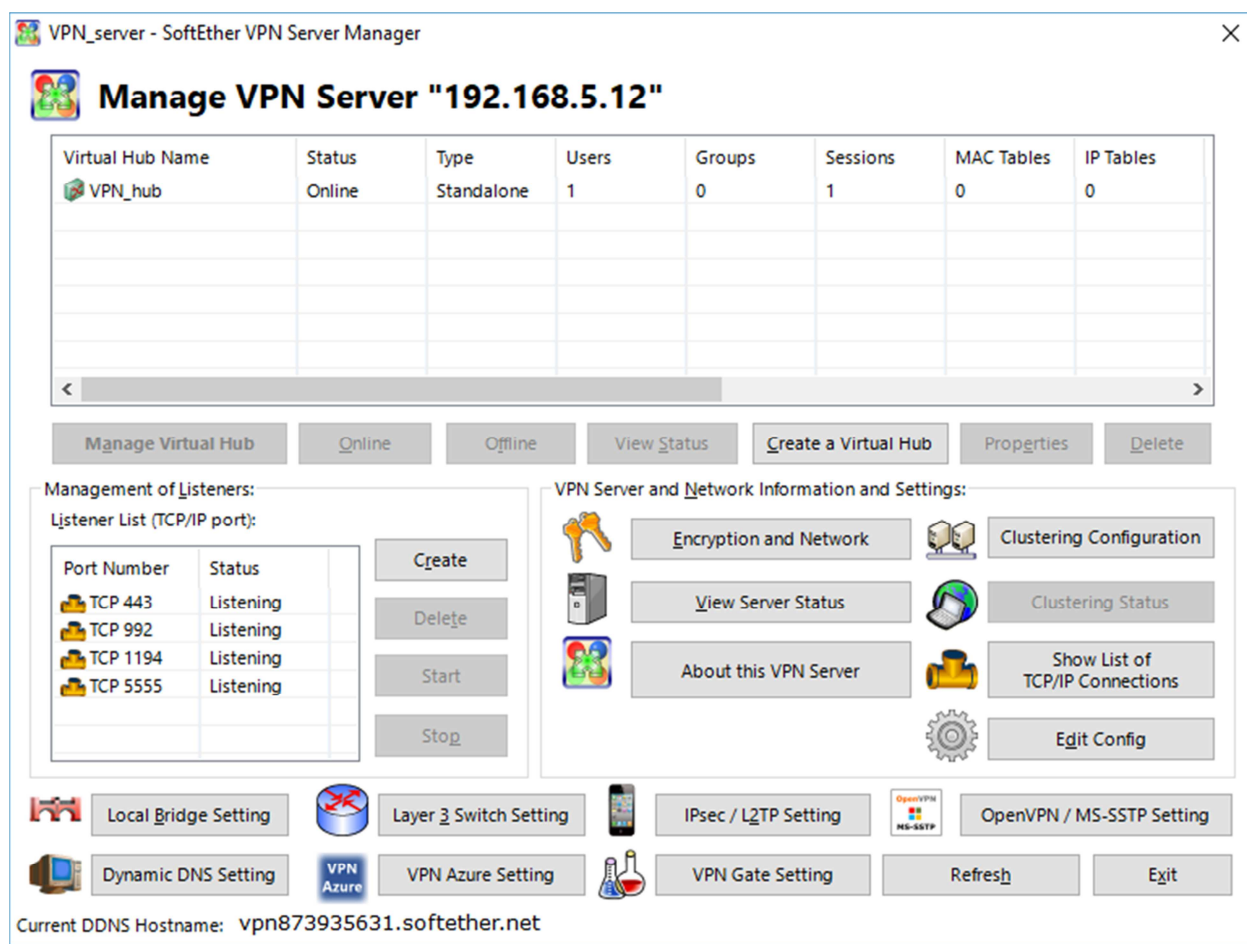 VPN_server - SoftEther VPN Server Manager
Manage VPN Server "192.168.5.12"
Virtual Hub Name Status Type Users Groups Sessions MAC Tables IP Tables
VPN_hub Online Standalone 1 0 1 0 0
Manage Virtual Hub Online Offline View Status Create a Virtual Hub Properties Delete
Management of Listeners:
Listener List (TCP/IP port):
Port Number Status
TCP 443 Listening
TCP 992 Listening
TCP 1194 Listening
TCP 5555 Listening
Create
Delete
Start
Stop
VPN Server and Network Information and Settings:
Encryption and Network
Clustering Configuration
View Server Status
Clustering Status
About this VPN Server
Show List of
TCP/IP Connections
Edit Config
Local Bridge Setting
Layer 3 Switch Setting
IPsec / L2TP Setting
OpenVPN
MS-SSTP
OpenVPN / MS-SSTP Setting
Dynamic DNS Setting
VPN
Azure
VPN Azure Setting
VPN Gate Setting
Refresh
Exit
Current DDNS Hostname: vpn873935631.softether.net